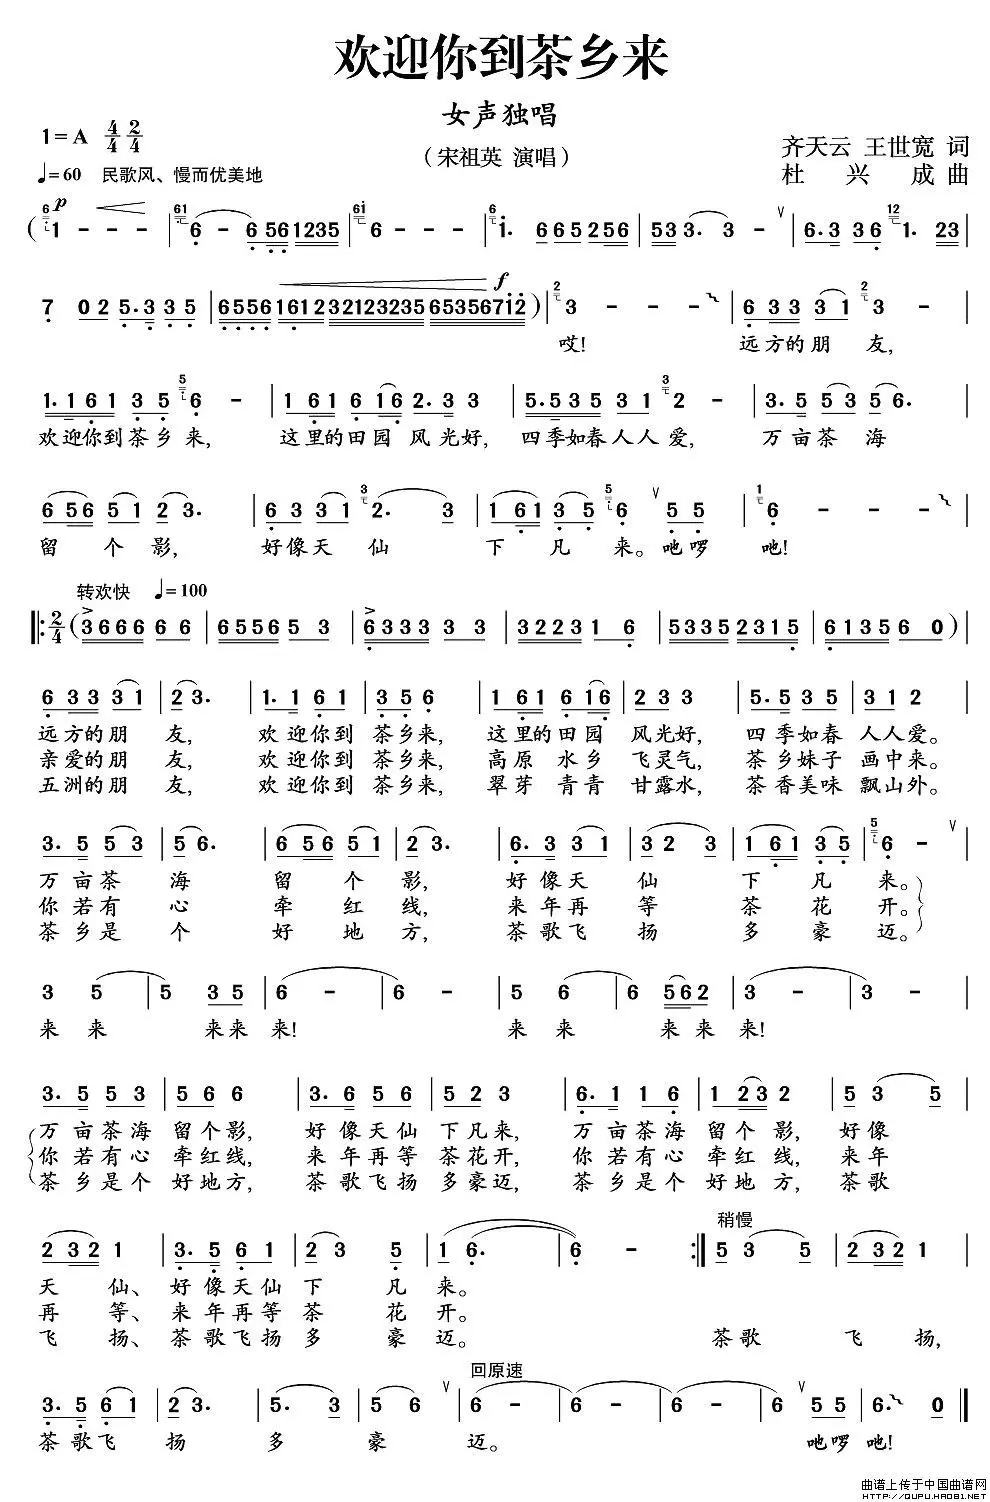 欢迎你到茶乡来
女声独唱
（宋祖英 演唱）
1=A 4/4 2/4
♩=60 民歌风、慢而优美地
齐天云 王世宽 词
杜兴成 曲
哎! 远方的朋友,
欢迎你到茶乡来, 这里的田园风光好, 四季如春人人爱, 万亩茶海
留个影, 好像天仙下凡来。吔啰吔!
转欢快 ♩=100
远方的朋友, 欢迎你到茶乡来, 这里的田园风光好, 四季如春人人爱。
亲爱的朋友, 欢迎你到茶乡来, 高原水乡飞灵气, 茶乡妹子画中来。
五洲的朋友, 欢迎你到茶乡来, 翠芽青青甘露水, 茶香美味飘山外。
万亩茶海留个影, 好像天仙下凡来。
你若有心牵红线, 来年再等茶花开。
茶乡是个好地方, 茶歌飞扬多豪迈。
来来来来来! 来来来来来!
万亩茶海留个影, 好像天仙下凡来, 万亩茶海留个影, 好像
你若有心牵红线, 来年再等茶花开, 你若有心牵红线, 来年
茶乡是个好地方, 茶歌飞扬多豪迈, 茶乡是个好地方, 茶歌
稍慢
天仙、好像天仙下凡来。
再等、来年再等茶花开。
飞扬、茶歌飞扬多豪迈。 茶歌飞扬,
回原速
茶歌飞扬多豪迈。 吔啰吔!
曲谱上传于中国曲谱网
HTTP://QUPU.HAO81.NET